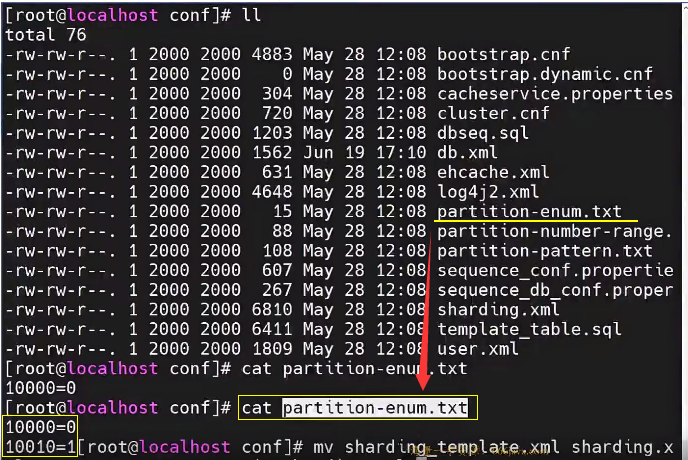 [root@localhost conf]# ll
total 76
-rw-rw-r--. 1 2000 2000 4883 May 28 12:08 bootstrap.cnf
-rw-rw-r--. 1 2000 2000 0 May 28 12:08 bootstrap.dynamic.cnf
-rw-rw-r--. 1 2000 2000 304 May 28 12:08 cacheservice.properties
-rw-rw-r--. 1 2000 2000 720 May 28 12:08 cluster.cnf
-rw-rw-r--. 1 2000 2000 1203 May 28 12:08 dbseq.sql
-rw-rw-r--. 1 2000 2000 1562 Jun 19 17:10 db.xml
-rw-rw-r--. 1 2000 2000 631 May 28 12:08 ehcache.xml
-rw-rw-r--. 1 2000 2000 4648 May 28 12:08 log4j2.xml
-rw-rw-r--. 1 2000 2000 15 May 28 12:08 partition-enum.txt
-rw-rw-r--. 1 2000 2000 88 May 28 12:08 partition-number-range.
-rw-rw-r--. 1 2000 2000 108 May 28 12:08 partition-pattern.txt
-rw-rw-r--. 1 2000 2000 607 May 28 12:08 sequence_conf.propertie
-rw-rw-r--. 1 2000 2000 267 May 28 12:08 sequence_db_conf.proper
-rw-rw-r--. 1 2000 2000 6810 May 28 12:08 sharding.xml
-rw-rw-r--. 1 2000 2000 6411 May 28 12:08 template_table.sql
-rw-rw-r--. 1 2000 2000 1809 May 28 12:08 user.xml
[root@localhost conf]# cat partition-enum.txt
10000=0
[root@localhost conf]# cat partition-enum.txt
10000=0
10010=1[root@localhost conf]# mv sharding_template.xml sharding.x